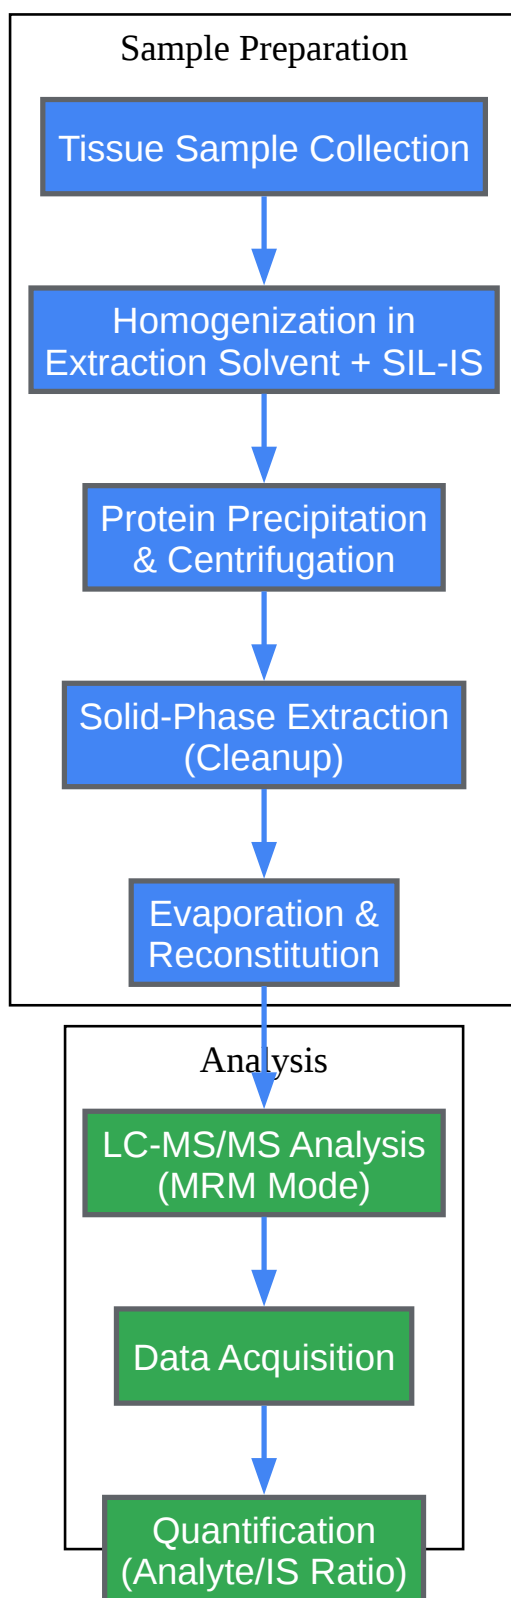 Sample Preparation
Tissue Sample Collection
Homogenization in
Extraction Solvent + SIL-IS
Protein Precipitation
& Centrifugation
Solid-Phase Extraction
(Cleanup)
Evaporation &
Reconstitution
Analysis
LC-MS/MS Analysis
(MRM Mode)
Data Acquisition
Quantification
(Analyte/IS Ratio)